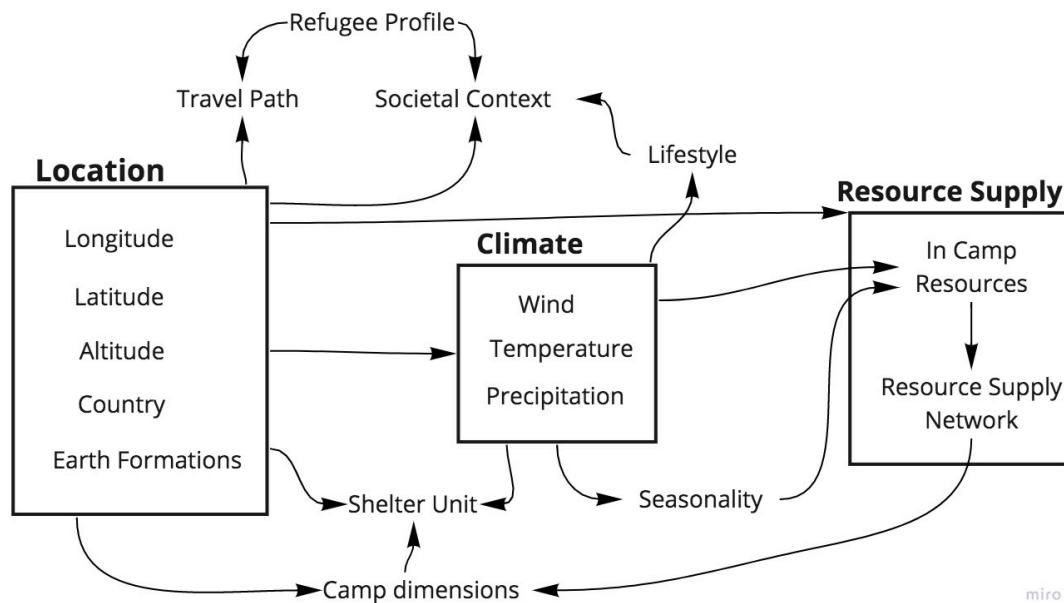 Refugee Profile
Travel Path
Societal Context
Lifestyle
Location
Longitude
Latitude
Altitude
Country
Earth Formations
Climate
Wind
Temperature
Precipitation
Resource Supply
In Camp
Resources
Resource Supply
Network
Shelter Unit
Seasonality
Camp dimensions
miro